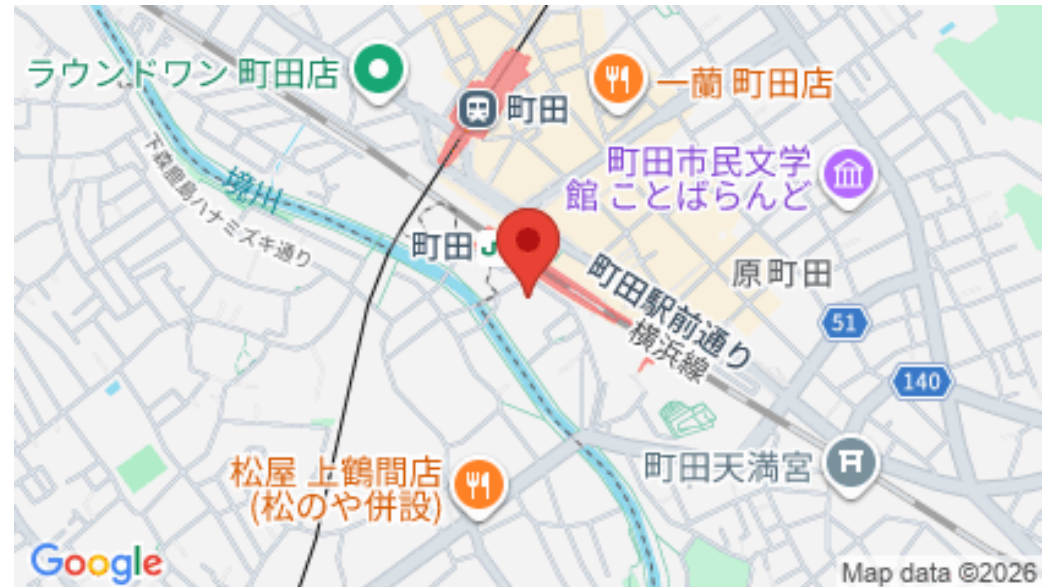 ラウンドワン 町田店
町田
一蘭 町田店
町田市民文学
館 ことばらんど
境川
下森鹿島ハナミズキ通り
町田
原町田
町田駅前通り
横浜線
51
140
松屋 上鶴間店
(松のや併設)
町田天満宮
Google
Map data ©2026